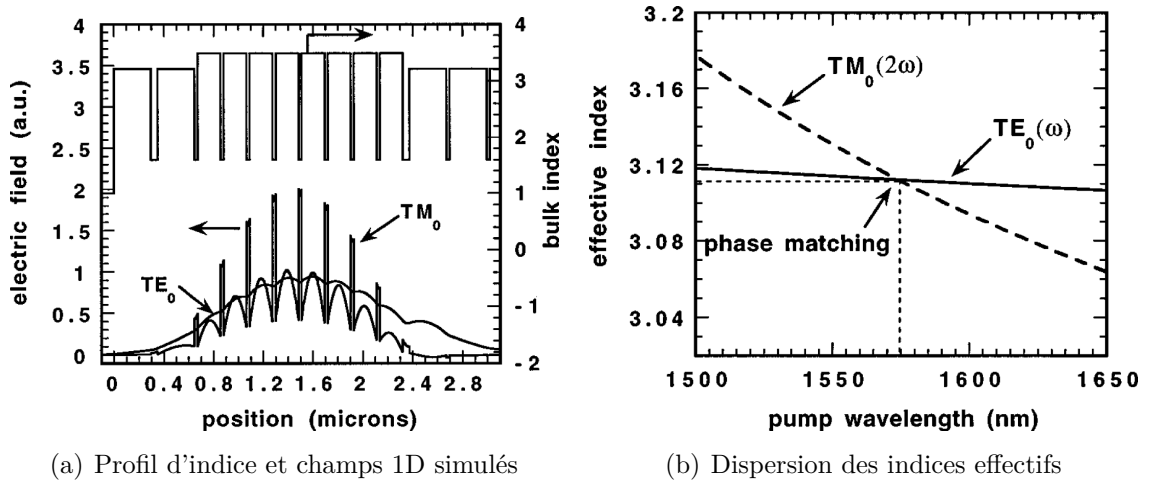 electric field (a.u.)
4
3.5
3
2.5
2
1.5
1
0.5
0
4
3
2
1
0
-1
-2
bulk index
TM0
TE0
0 0.4 0.8 1.2 1.6 2 2.4 2.8
position (microns)
(a) Profil d'indice et champs 1D simulés
effective index
3.2
3.16
3.12
3.08
3.04
TM0(2ω)
TE0(ω)
phase matching
1500 1550 1600 1650
pump wavelength (nm)
(b) Dispersion des indices effectifs